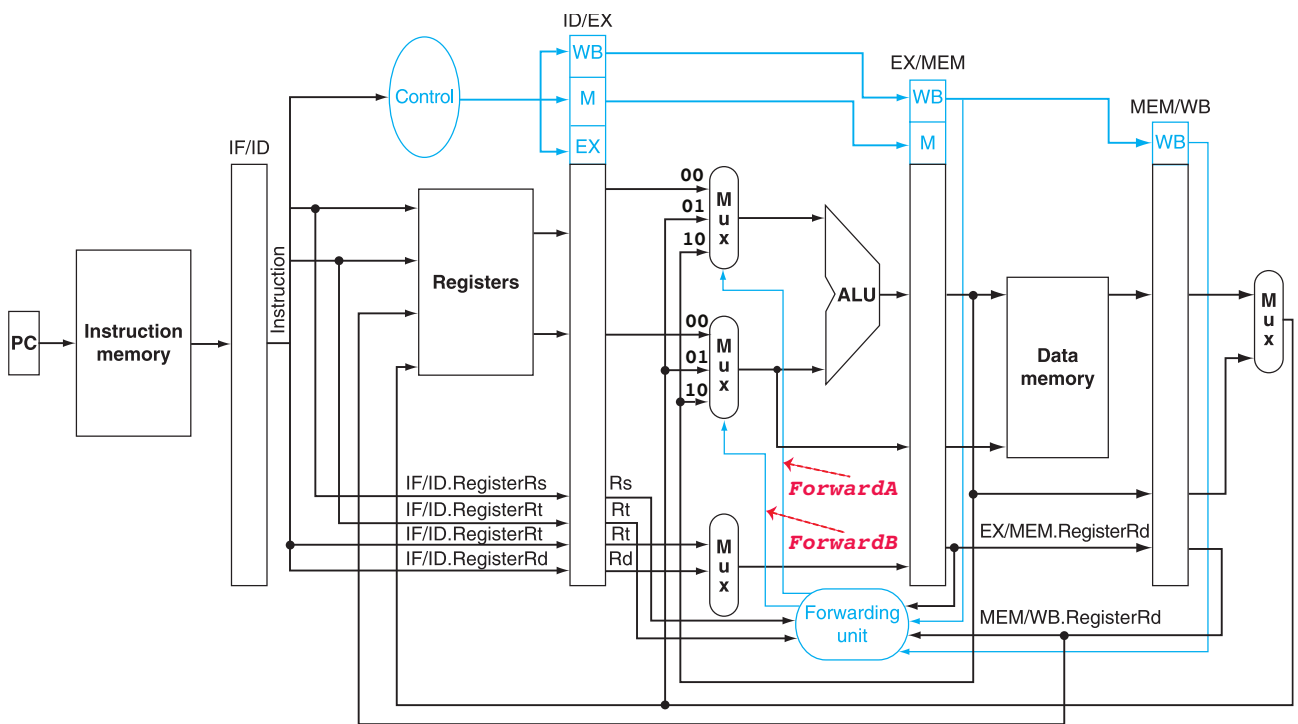 ID/EX
WB
EX/MEM
Control
M
WB
MEM/WB
EX
M
WB
IF/ID
00
M
u
x
01
10
Instruction
Registers
ALU
PC
Instruction
memory
00
M
u
x
01
10
Data
memory
M
u
x
IF/ID.RegisterRs
Rs
ForwardA
IF/ID.RegisterRt
Rt
IF/ID.RegisterRt
Rt
ForwardB
EX/MEM.RegisterRd
IF/ID.RegisterRd
Rd
M
u
x
Forwarding
unit
MEM/WB.RegisterRd